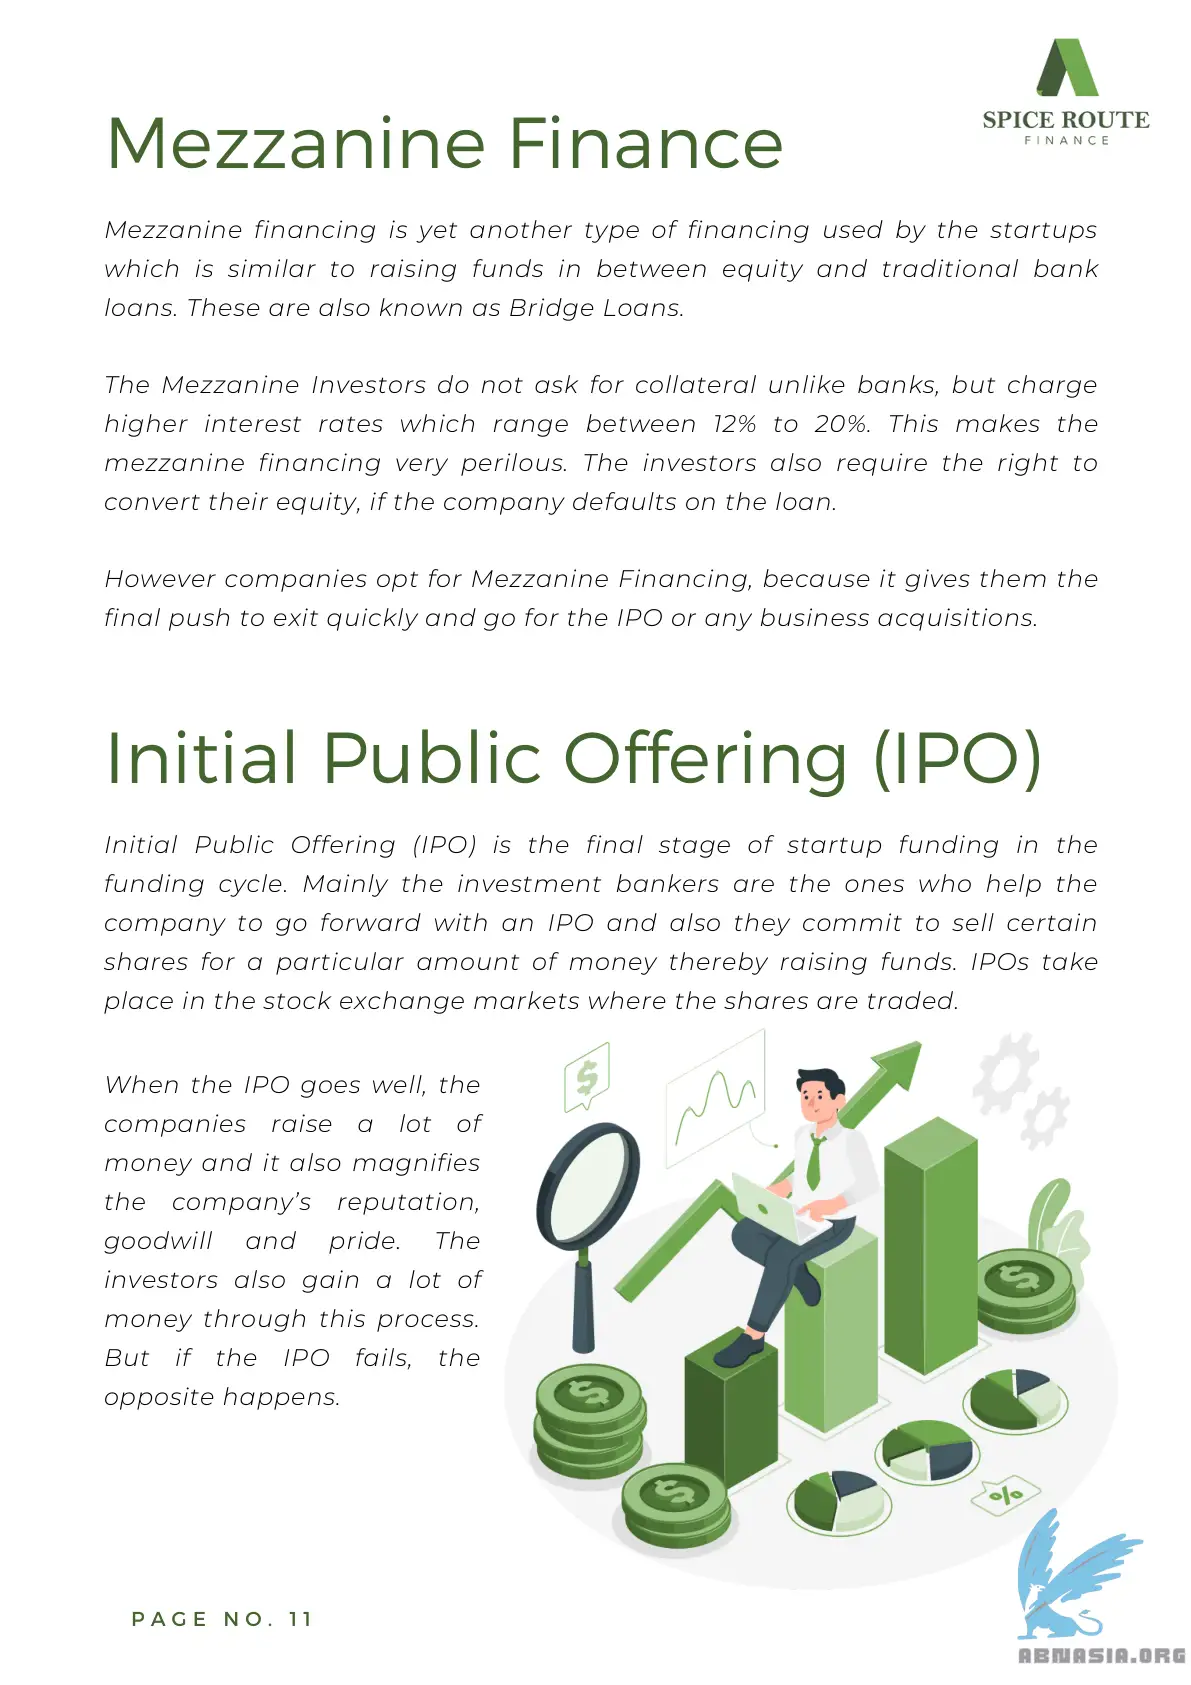 SPICE ROUTE
FINANCE
Mezzanine Finance
Mezzanine financing is yet another type of financing used by the startups
which is similar to raising funds in between equity and traditional bank
loans. These are also known as Bridge Loans.
The Mezzanine Investors do not ask for collateral unlike banks, but charge
higher interest rates which range between 12% to 20%. This makes the
mezzanine financing very perilous. The investors also require the right to
convert their equity, if the company defaults on the loan.
However companies opt for Mezzanine Financing, because it gives them the
final push to exit quickly and go for the IPO or any business acquisitions.
Initial Public Offering (IPO)
Initial Public Offering (IPO) is the final stage of startup funding in the
funding cycle. Mainly the investment bankers are the ones who help the
company to go forward with an IPO and also they commit to sell certain
shares for a particular amount of money thereby raising funds. IPOs take
place in the stock exchange markets where the shares are traded.
When the IPO goes well, the
companies raise a lot of
money and it also magnifies
the company’s reputation,
goodwill and pride. The
investors also gain a lot of
money through this process.
But if the IPO fails, the
opposite happens.
$
$
$
$
%
PAGE NO. 11
ABNASIA.ORG